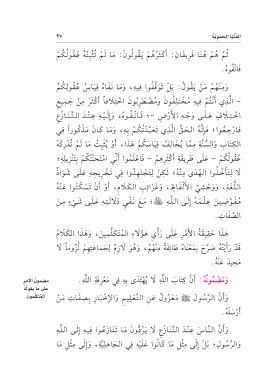 الفتيا الحموية
٢٧
ثُمَّ هُمْ هُنَا فَرِيقَانِ: أَكْثَرُهُمْ يَقُولُونَ: مَا لَمْ تُثْبِتْهُ عُقُولُكُمْ
فَانْفُوهُ.
وَمِنْهُمْ مَنْ يَقُولُ: بَلْ تَوَقَّفُوا فِيهِ، وَمَا نَفَاهُ قِيَاسُ عُقُولِكُمْ
- الَّذِي أَنْتُمْ فِيهِ مُخْتَلِفُونَ وَمُضْطَرِبُونَ اخْتِلَافًا أَكْثَرَ مِنْ جَمِيعِ
اخْتِلَافٍ عَلَى وَجْهِ الْأَرْضِ -؛ فَانْفُوهُ، وَإِلَيْهِ عِنْدَ التَّنَازُعِ
فَارْجِعُوا؛ فَإِنَّهُ الْحَقُّ الَّذِي تَعَبَّدْتُكُمْ بِهِ، وَمَا كَانَ مَذْكُورًا فِي
الْكِتَابِ وَالسُّنَّةِ مِمَّا يُخَالِفُ قِيَاسَكُمْ هَذَا، أَوْ يُثْبِتُ مَا لَمْ تُدْرِكْهُ
عُقُولُكُمْ - عَلَى طَرِيقَةِ أَكْثَرِهِمْ - فَاعْلَمُوا أَنِّي امْتَحَنْتُكُمْ بِتَنْزِيلِهِ؛
لَا لِتَأْخُذُوا الْهُدَى مِنْهُ؛ لَكِنْ لِتَجْتَهِدُوا فِي تَخْرِيجِهِ عَلَى شَوَاذِّ
اللُّغَةِ، وَوَحْشِيِّ الْأَلْفَاظِ، وَغَرَائِبِ الْكَلَامِ، أَوْ أَنْ تَسْكُتُوا عَنْهُ
مُفَوِّضِينَ عِلْمَهُ إِلَى اللَّهِ ﷻ؛ مَعَ نَفْيِ دَلَالَتِهِ عَلَى شَيْءٍ مِنَ
الصِّفَاتِ.
هَذَا حَقِيقَةُ الْأَمْرِ عَلَى رَأْيِ هَؤُلَاءِ الْمُتَكَلِّمِينَ، وَهَذَا الْكَلَامُ
قَدْ رَأَيْتُهُ صَرَّحَ بِمَعْنَاهُ طَائِفَةٌ مِنْهُمْ، وَهُوَ لَازِمٌ لِجَمَاعَتِهِمْ لُزُومًا لَا
مَحِيدَ عَنْهُ.
وَمَضْمُونُهُ: أَنَّ كِتَابَ اللَّهِ لَا يُهْتَدَى بِهِ فِي مَعْرِفَةِ اللَّهِ.
مضمون الأمر
على ما يقوله
المتكلمون
وَأَنَّ الرَّسُولَ ﷺ مَعْزُولٌ عَنِ التَّعْلِيمِ وَالْإِخْبَارِ بِصِفَاتِ مَنْ
أَرْسَلَهُ.
وَأَنَّ النَّاسَ عِنْدَ التَّنَازُعِ لَا يَرُدُّونَ مَا تَنَازَعُوا فِيهِ إِلَى اللَّهِ
وَالرَّسُولِ؛ بَلْ إِلَى مِثْلِ مَا كَانُوا عَلَيْهِ فِي الْجَاهِلِيَّةِ، وَإِلَى مِثْلِ مَا